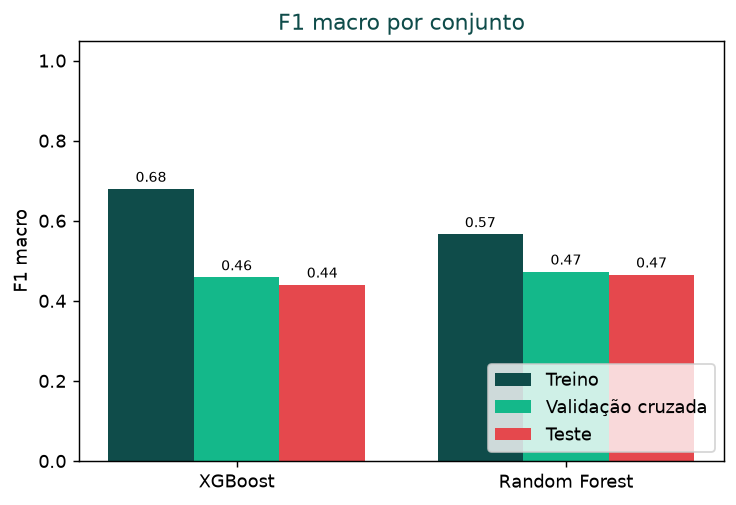 F1 macro por conjunto
F1 macro
1.0
0.8
0.6
0.4
0.2
0.0
0.68
0.46
0.44
0.57
0.47
0.47
Treino
Validação cruzada
Teste
XGBoost
Random Forest